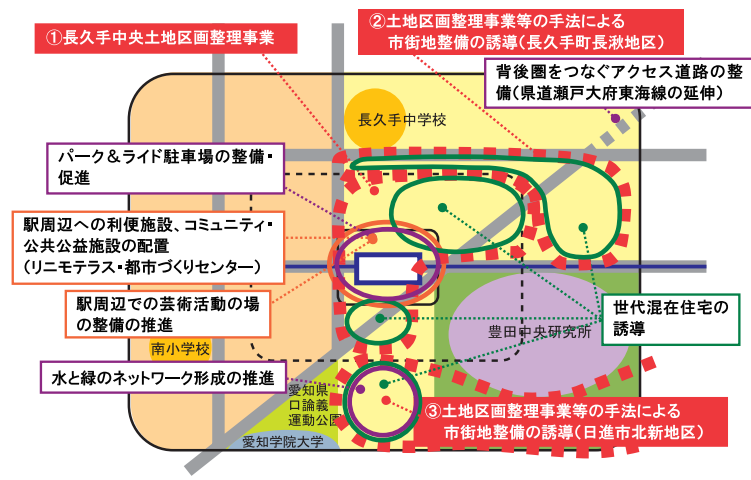 ①長久手中央土地区画整理事業
②土地区画整理事業等の手法による
市街地整備の誘導(長久手町長湫地区)
背後圏をつなぐアクセス道路の整
備(県道瀬戸大府東海線の延伸)
長久手中学校
パーク＆ライド駐車場の整備・
促進
駅周辺への利便施設、コミュニティ・
公共公益施設の配置
(リニモテラス・都市づくりセンター)
駅周辺での芸術活動の場
の整備の推進
世代混在住宅の
誘導
豊田中央研究所
南小学校
水と緑のネットワーク形成の推進
愛知県
口論義
運動公園
愛知学院大学
③土地区画整理事業等の手法による
市街地整備の誘導(日進市北新地区)